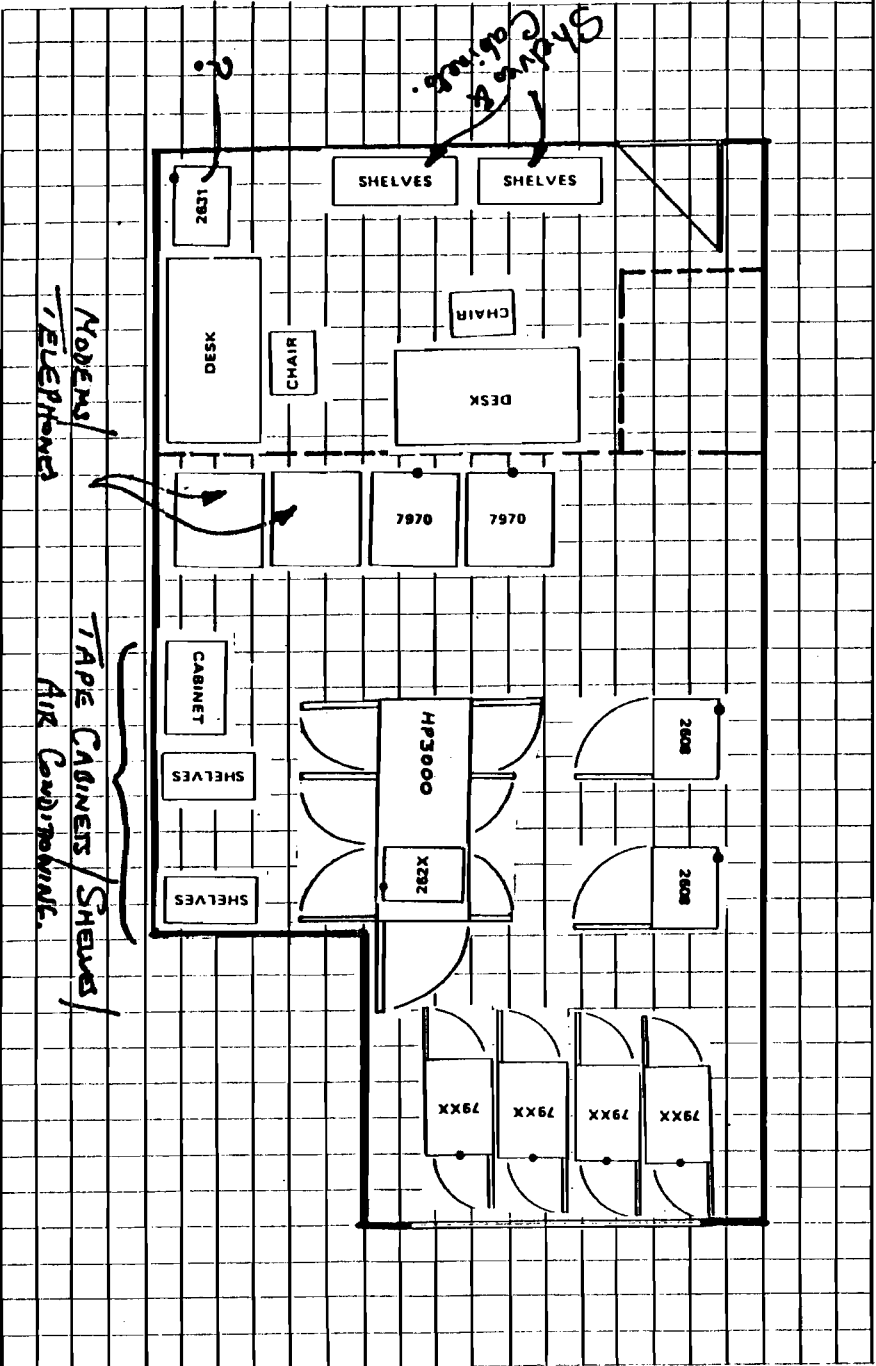 Shelves &
Cabinets.
?
SHELVES
SHELVES
2631
CHAIR
DESK
CHAIR
DESK
MODEMS/
TELEPHONES
7970
7970
CABINET
SHELVES
SHELVES
HP3000
262X
2608
2608
TAPE CABINETS/SHELVES/
AIR CONDITIONING.
79XX
79XX
79XX
79XX